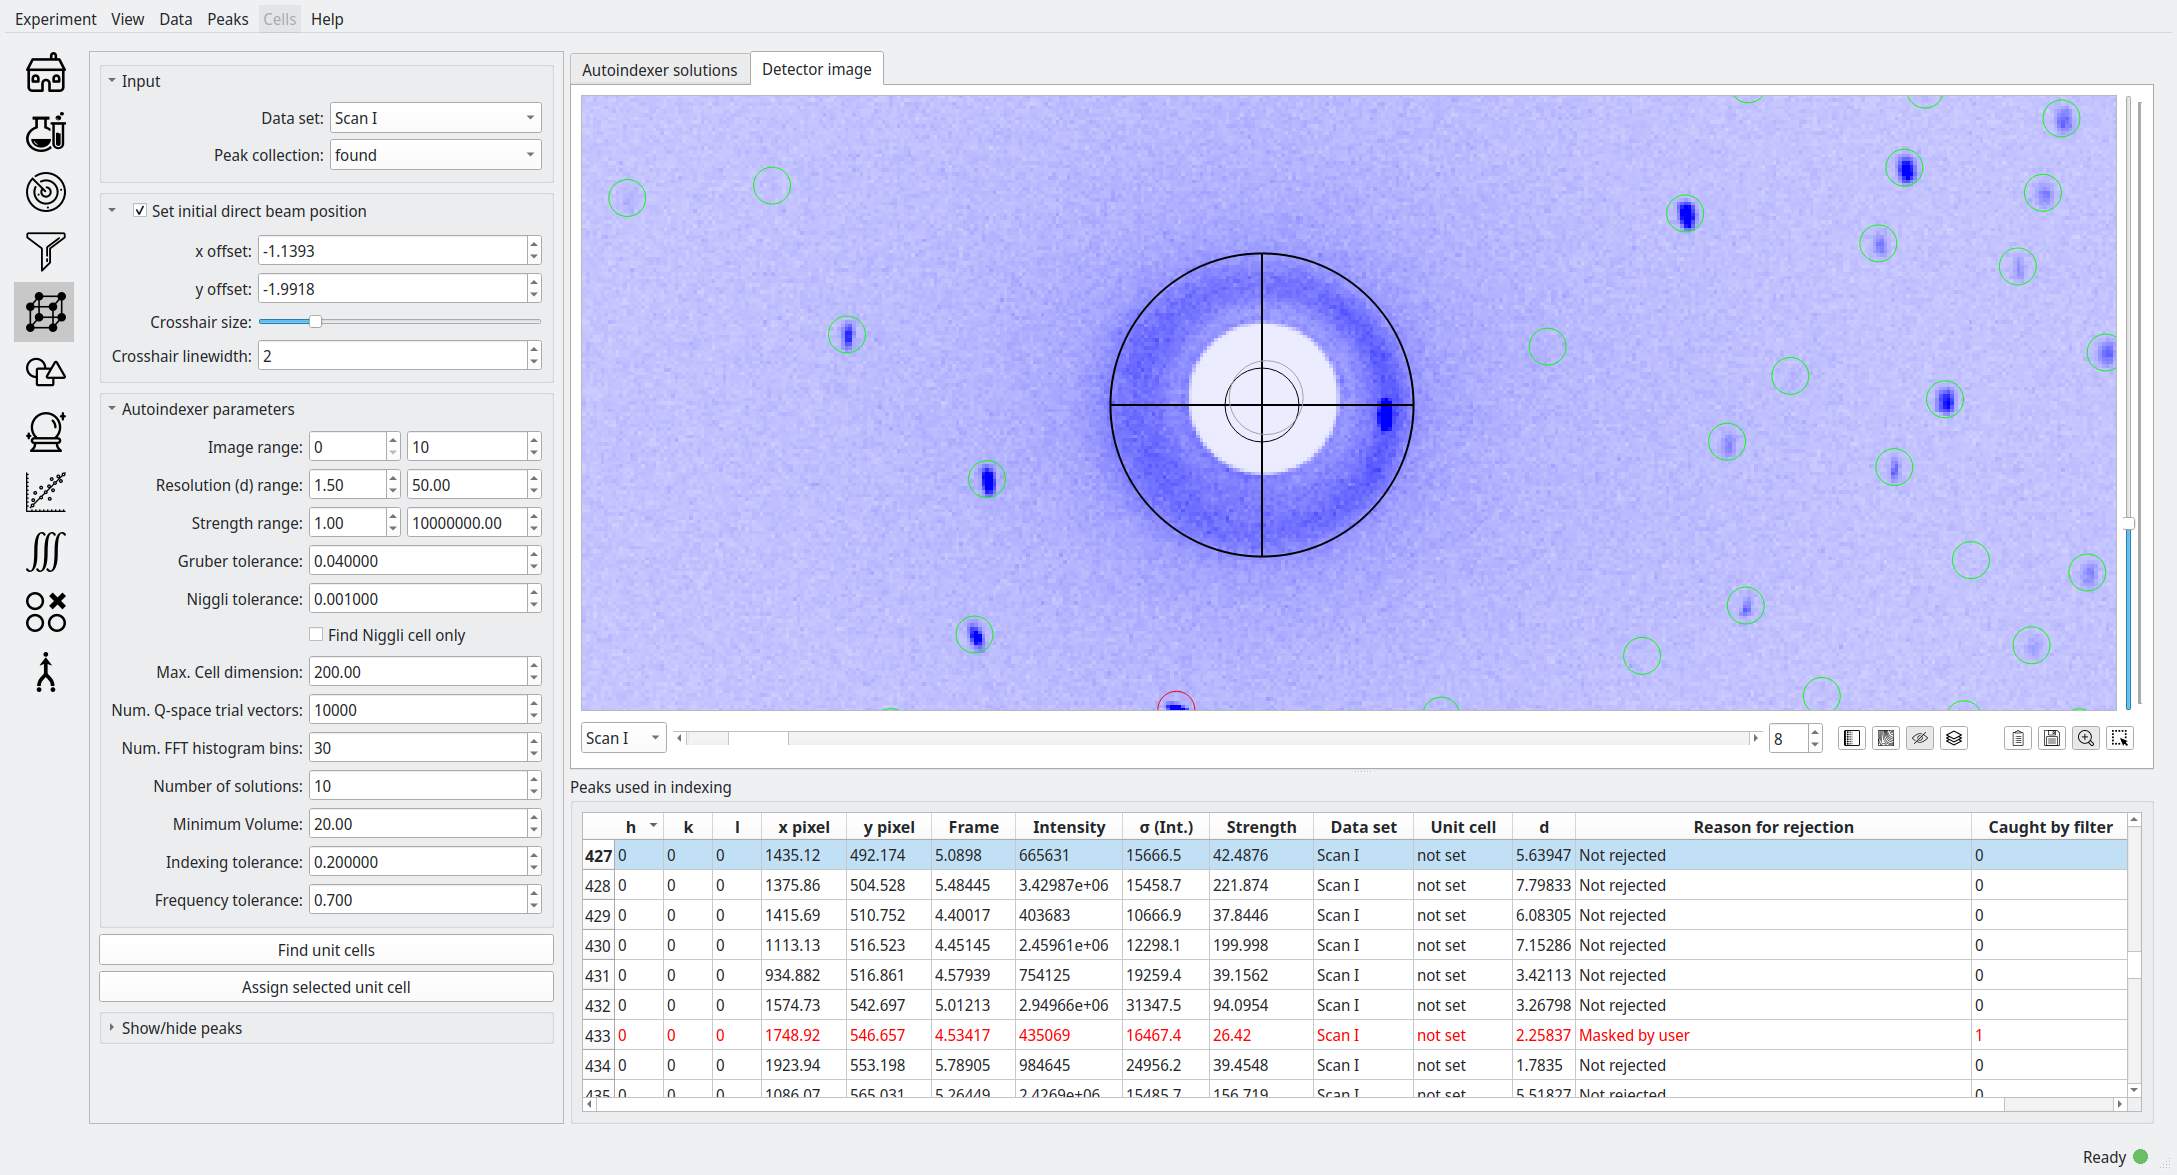 Experiment View Data Peaks Cells Help
Input
Data set: Scan I
Peak collection: found
Set initial direct beam position
x offset: -1.1393
y offset: -1.9918
Crosshair size:
Crosshair linewidth: 2
Autoindexer parameters
Image range: 0 10
Resolution (d) range: 1.50 50.00
Strength range: 1.00 10000000.00
Gruber tolerance: 0.040000
Niggli tolerance: 0.001000
Find Niggli cell only
Max. Cell dimension: 200.00
Num. Q-space trial vectors: 10000
Num. FFT histogram bins: 30
Number of solutions: 10
Minimum Volume: 20.00
Indexing tolerance: 0.200000
Frequency tolerance: 0.700
Find unit cells
Assign selected unit cell
Show/hide peaks
Autoindexer solutions Detector image
Scan I 8
Peaks used in indexing
h k l x pixel y pixel Frame Intensity σ (Int.) Strength Data set Unit cell d Reason for rejection Caught by filter
427 0 0 0 1435.12 492.174 5.0898 665631 15666.5 42.4876 Scan I not set 5.63947 Not rejected 0
428 0 0 0 1375.86 504.528 5.48445 3.42987e+06 15458.7 221.874 Scan I not set 7.79833 Not rejected 0
429 0 0 0 1415.69 510.752 4.40017 403683 10666.9 37.8446 Scan I not set 6.08305 Not rejected 0
430 0 0 0 1113.13 516.523 4.45145 2.45961e+06 12298.1 199.998 Scan I not set 7.15286 Not rejected 0
431 0 0 0 934.882 516.861 4.57939 754125 19259.4 39.1562 Scan I not set 3.42113 Not rejected 0
432 0 0 0 1574.73 542.697 5.01213 2.94966e+06 31347.5 94.0954 Scan I not set 3.26798 Not rejected 0
433 0 0 0 1748.92 546.657 4.53417 435069 16467.4 26.42 Scan I not set 2.25837 Masked by user 1
434 0 0 0 1923.94 553.198 5.78905 984645 24956.2 39.4548 Scan I not set 1.7835 Not rejected 0
435 0 0 0 1086.07 565.031 5.26449 2.4269e+06 15485.7 156.719 Scan I not set 5.51827 Not rejected 0
Ready